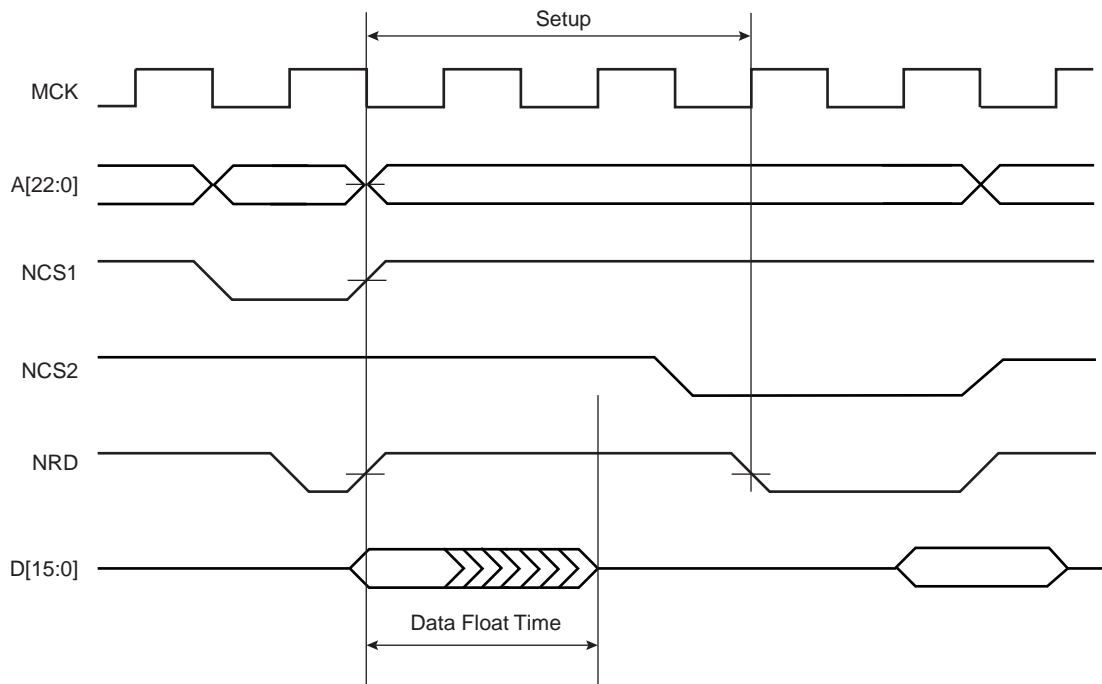 Setup
MCK
A[22:0]
NCS1
NCS2
NRD
D[15:0]
Data Float Time